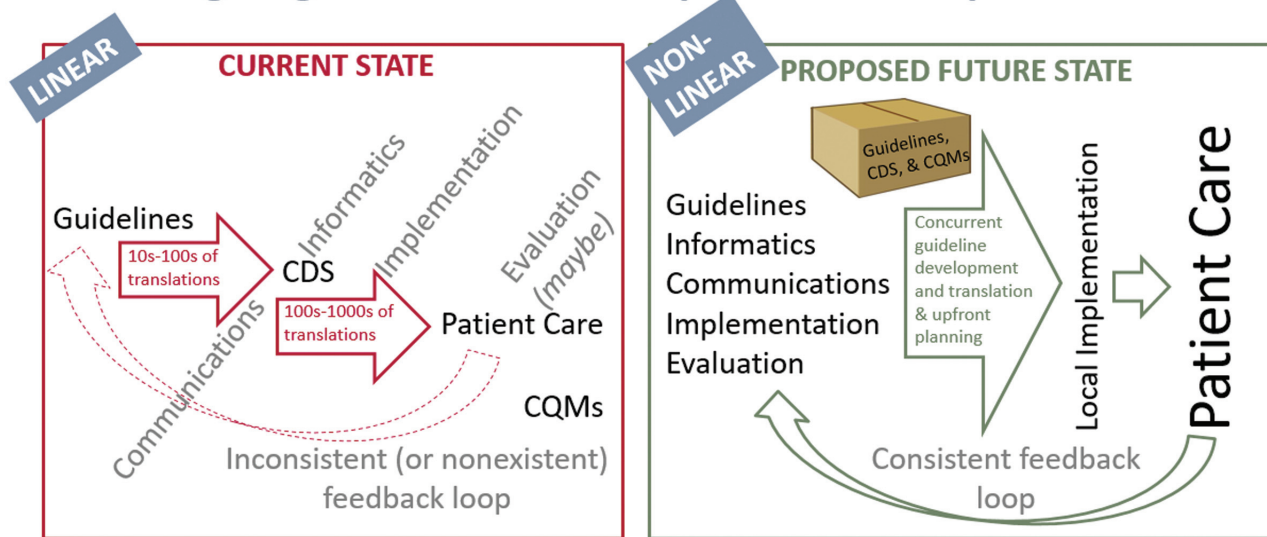 LINEAR
CURRENT STATE
Guidelines
10s-100s of
translations
CDS
Informatics
Implementation
Evaluation
(maybe)
Communications
100s-1000s of
translations
Patient Care
CQMs
Inconsistent (or nonexistent)
feedback loop
NON-
LINEAR
PROPOSED FUTURE STATE
Guidelines,
CDS, & CQMs
Guidelines
Informatics
Communications
Implementation
Evaluation
Concurrent
guideline
development
and translation
& upfront
planning
Local Implementation
Patient Care
Consistent feedback
loop